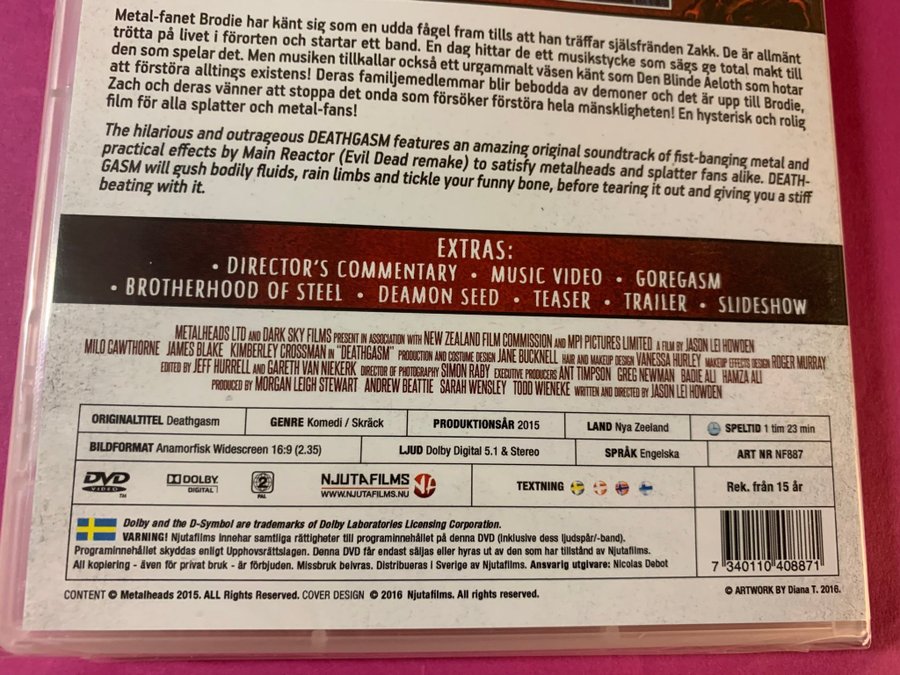 Metal-fanet Brodie har känt sig som en udda fågel fram tills att han träffar själsfränden Zakk. De är allmänt
trötta på livet i förorten och startar ett band. En dag hittar de ett musikstycke som sägs ge total makt till
den som spelar det. Men musiken tillkallar också ett urgammalt väsen känt som Den Blinde Aeloth som hotar
att förstöra alltings existens! Deras familjemedlemmar blir bebodda av demoner och det är upp till Brodie,
Zach och deras vänner att stoppa det onda som försöker förstöra hela mänskligheten! En hysterisk och rolig
film för alla splatter och metal-fans!
The hilarious and outrageous DEATHGASM features an amazing original soundtrack of fist-banging metal and
practical effects by Main Reactor (Evil Dead remake) to satisfy metalheads and splatter fans alike. DEATH-
GASM will gush bodily fluids, rain limbs and tickle your funny bone, before tearing it out and giving you a stiff
beating with it.
EXTRAS:
• DIRECTOR'S COMMENTARY • MUSIC VIDEO • GOREGASM
• BROTHERHOOD OF STEEL • DEAMON SEED • TEASER • TRAILER • SLIDESHOW
METALHEADS LTD AND DARK SKY FILMS PRESENT IN ASSOCIATION WITH NEW ZEALAND FILM COMMISSION AND MPI PICTURES LIMITED A FILM BY JASON LEI HOWDEN
MILO CAWTHORNE JAMES BLAKE KIMBERLEY CROSSMAN IN "DEATHGASM" PRODUCTION AND COSTUME DESIGN JANE BUCKNELL HAIR AND MAKEUP DESIGN VANESSA HURLEY MAKEUP EFFECTS DESIGN ROGER MURRAY
EDITED BY JEFF HURRELL AND GARETH VAN NIEKERK DIRECTOR OF PHOTOGRAPHY SIMON RABY EXECUTIVE PRODUCERS ANT TIMPSON GREG NEWMAN BADIE ALI HAMZA ALI
PRODUCED BY MORGAN LEIGH STEWART ANDREW BEATTIE SARAH WENSLEY TODD WIENEKE WRITTEN AND DIRECTED BY JASON LEI HOWDEN
ORIGINALTITEL Deathgasm GENRE Komedi / Skräck PRODUKTIONSÅR 2015 LAND Nya Zeeland SPELTID 1 tim 23 min
BILDFORMAT Anamorfisk Widescreen 16:9 (2.35) LJUD Dolby Digital 5.1 & Stereo SPRÅK Engelska ART NR NF887
DVD VIDEO TM DOLBY DIGITAL 2 PAL NJUTAFILMS WWW.NJUTAFILMS.NU NF TEXTNING Rek. från 15 år
Dolby and the D-Symbol are trademarks of Dolby Laboratories Licensing Corporation.
VARNING! Njutafilms innehar samtliga rättigheter till programinnehållet på denna DVD (inklusive dess ljudspår/-band).
Programinnehållet skyddas enligt Upphovsrättslagen. Denna DVD får endast säljas eller hyras ut av den som har tillstånd av Njutafilms.
All kopiering - även för privat bruk - är förbjuden. Missbruk beivras. Distribueras i Sverige av Njutafilms. Ansvarig utgivare: Nicolas Debot
7 340110 408871
CONTENT © Metalheads 2015. ALL Rights Reserved. COVER DESIGN © 2016 Njutafilms. All rights reserved.
© ARTWORK BY Diana T. 2016.